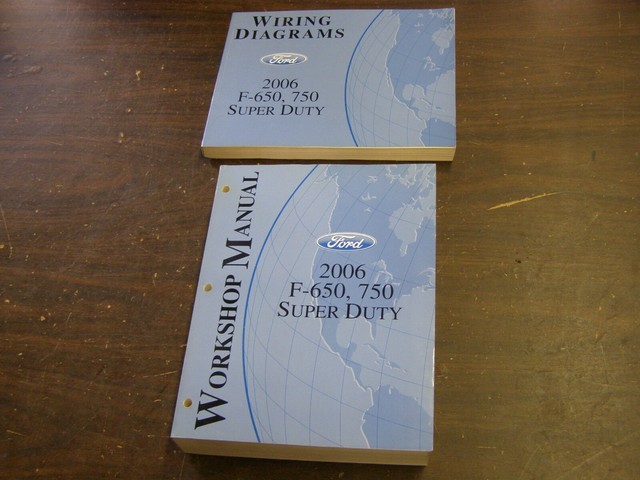 WIRING
DIAGRAMS
Ford
2006
F-650, 750
SUPER DUTY
WORKSHOP MANUAL
Ford
2006
F-650, 750
SUPER DUTY